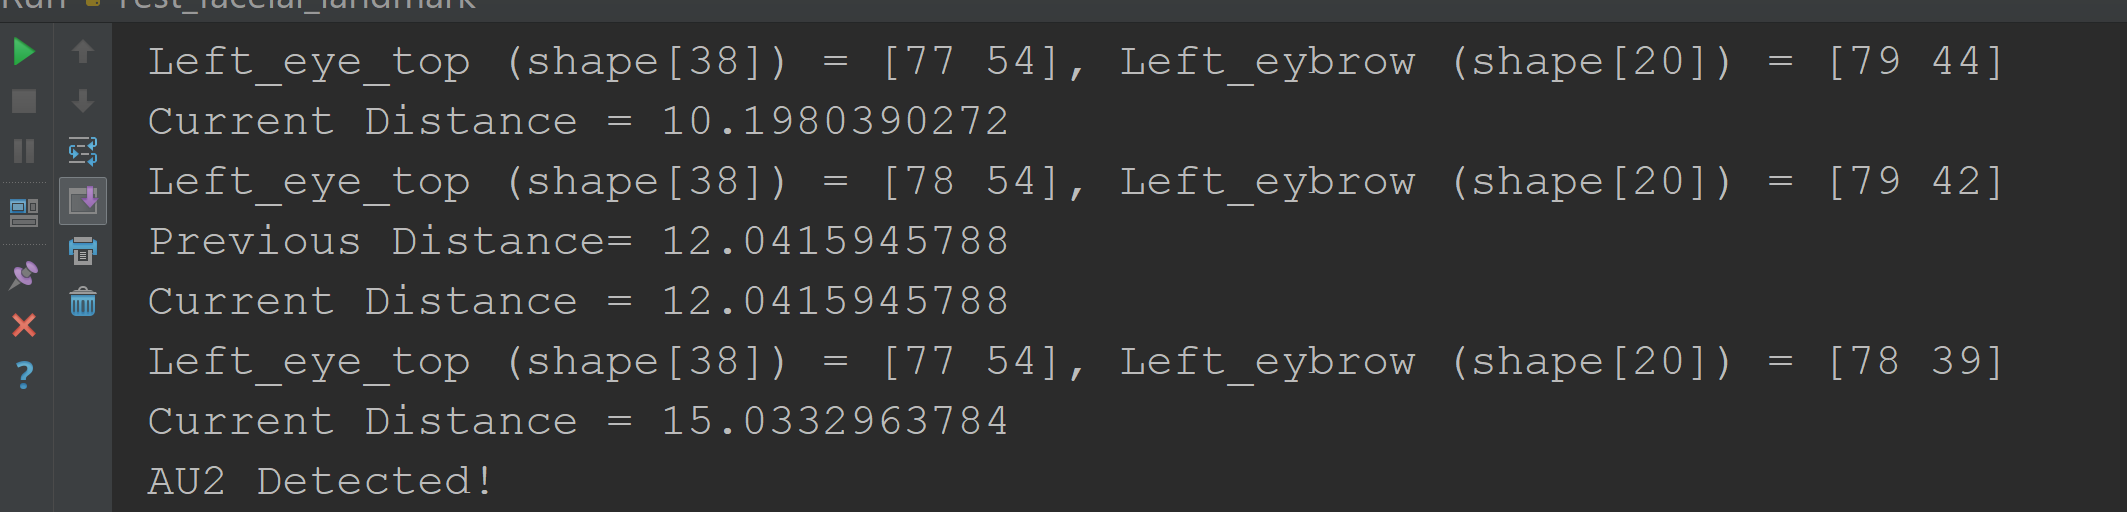 Run Test_facelal_landmark
Left_eye_top (shape[38]) = [77 54], Left_eybrow (shape[20]) = [79 44]
Current Distance = 10.1980390272
Left_eye_top (shape[38]) = [78 54], Left_eybrow (shape[20]) = [79 42]
Previous Distance= 12.0415945788
Current Distance = 12.0415945788
Left_eye_top (shape[38]) = [77 54], Left_eybrow (shape[20]) = [78 39]
Current Distance = 15.0332963784
AU2 Detected!